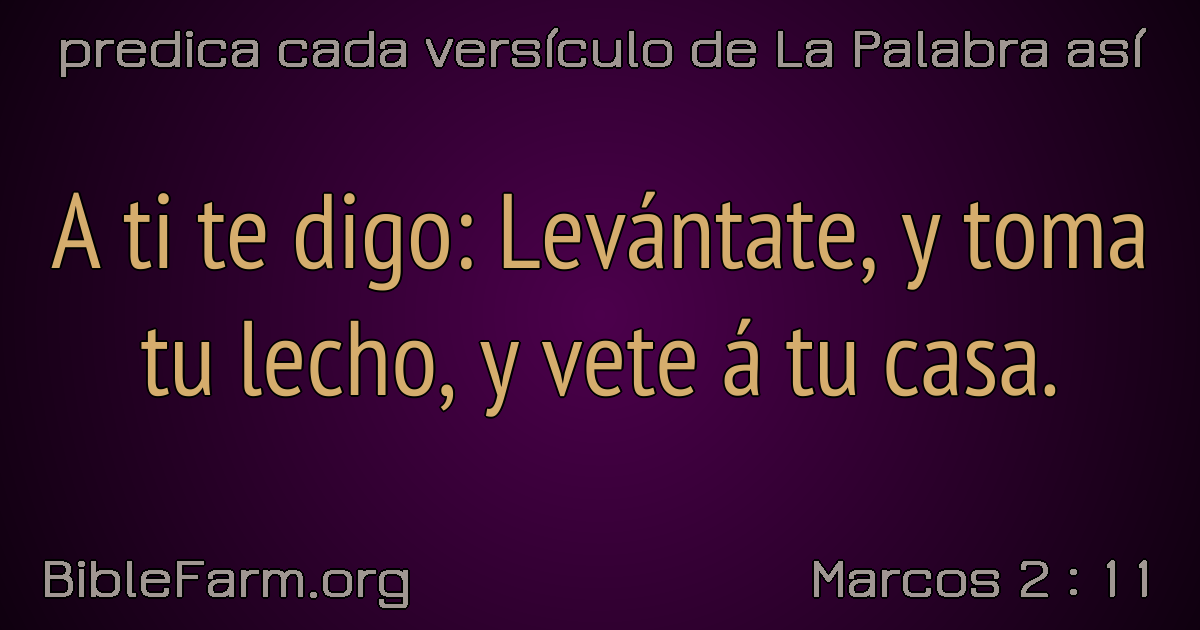 predica cada versículo de La Palabra así
A ti te digo: Levántate, y toma
tu lecho, y vete á tu casa.
BibleFarm.org
Marcos 2 : 11